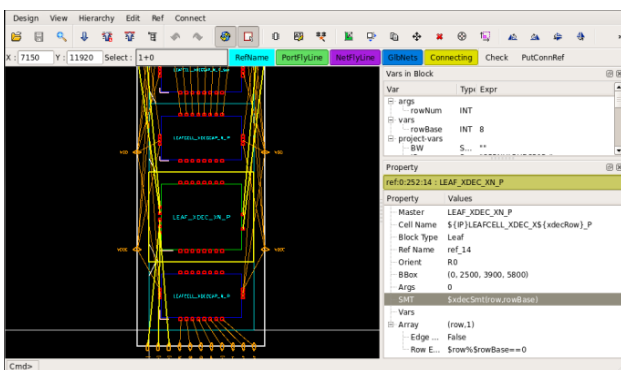 Design View Hierarchy Edit Ref Connect
X : 7150 Y : 11920 Select : 1+0 RefName PortFlyLine NetFlyLine GlbNets Connecting Check PutConnRef
Vars in Block
Var Type Expr
args
rowNum INT
vars
rowBase INT 8
project-vars
BW S... ""
Property
ref:0:252:14 : LEAF_XDEC_XN_P
Property Values
Master LEAF_XDEC_XN_P
Cell Name ${IP}LEAFCELL_XDEC_X${xdecRow}_P
Block Type Leaf
Ref Name ref_14
Orient R0
BBox (0, 2500, 3900, 5800)
Args 0
SMT $xdecSmt(row,rowBase)
Vars
Array (row,1)
Edge ... False
Row E... $row%$rowBase==0
LEAF_XDEC_XN_P
Cmd>